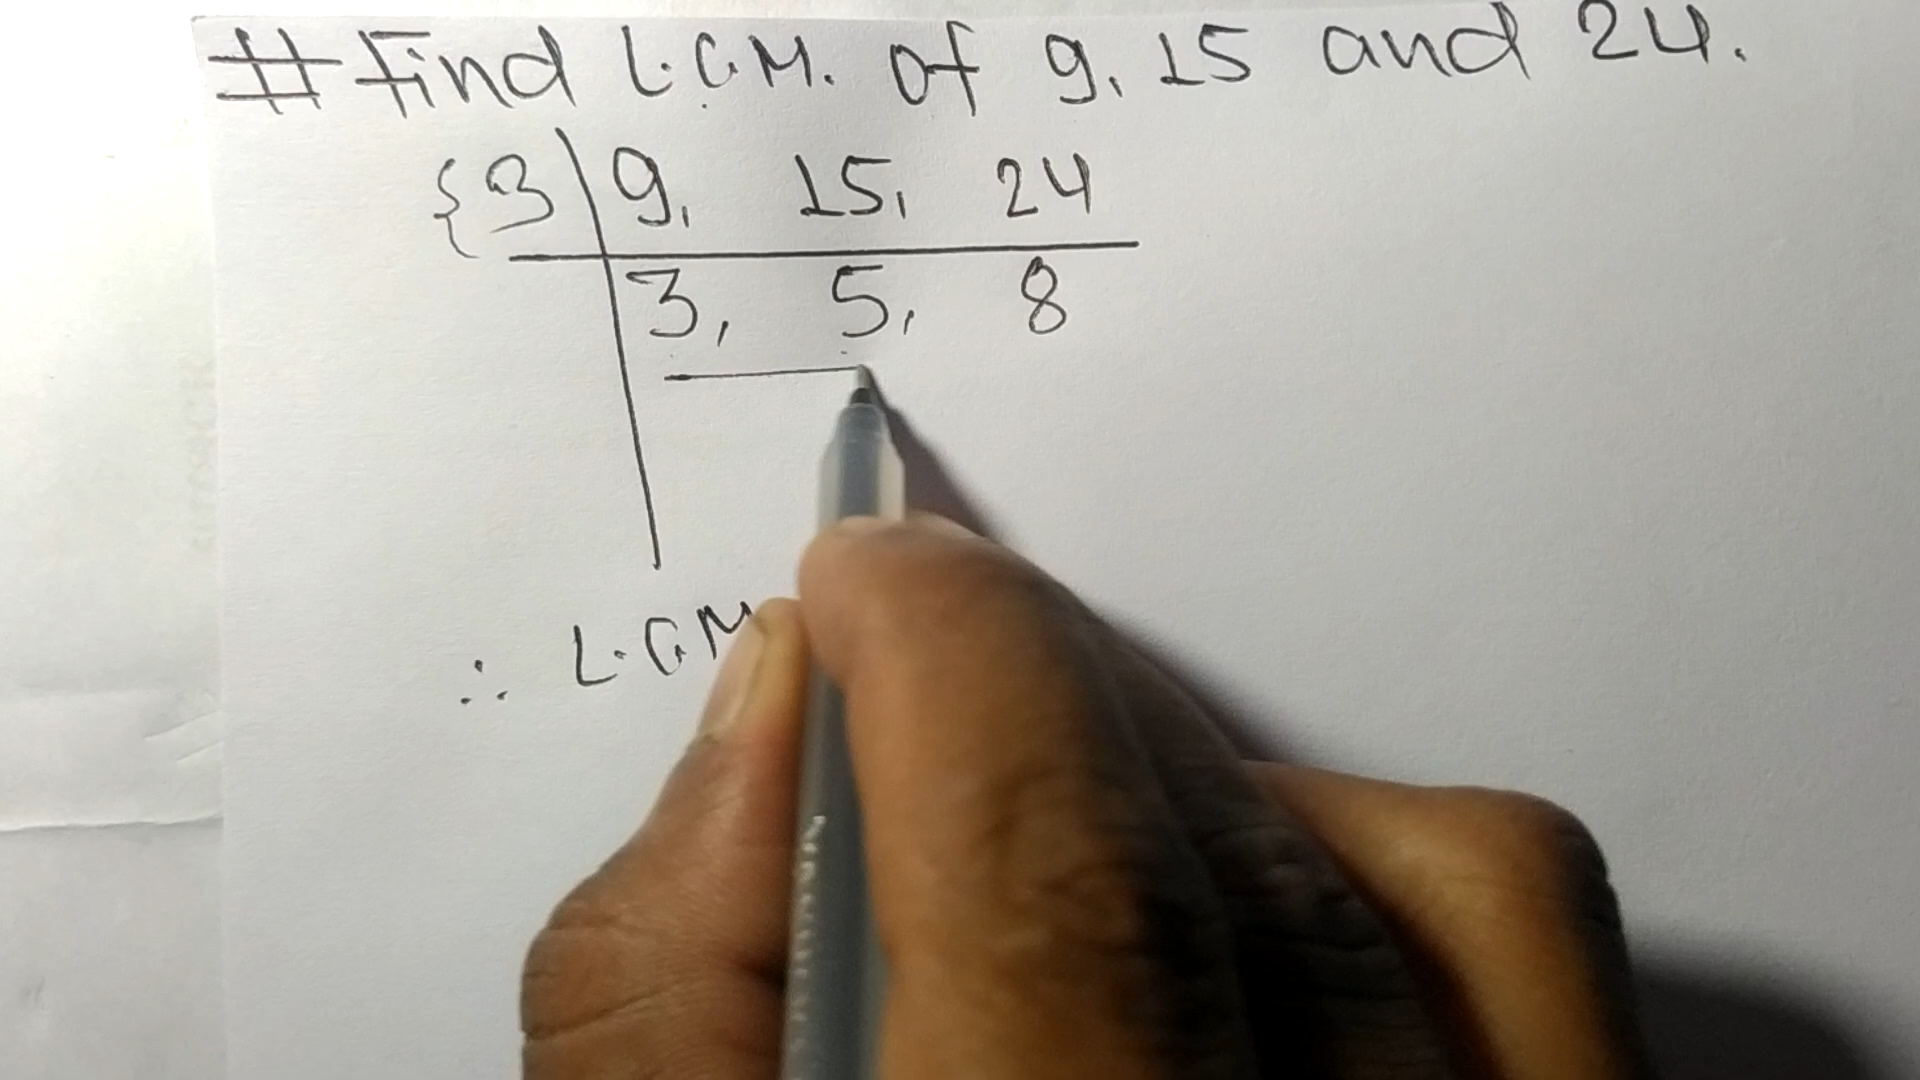 # Find L.C.M. of 9, 15 and 24.
{3 9, 15, 24
3, 5, 8
∴ L.C.M